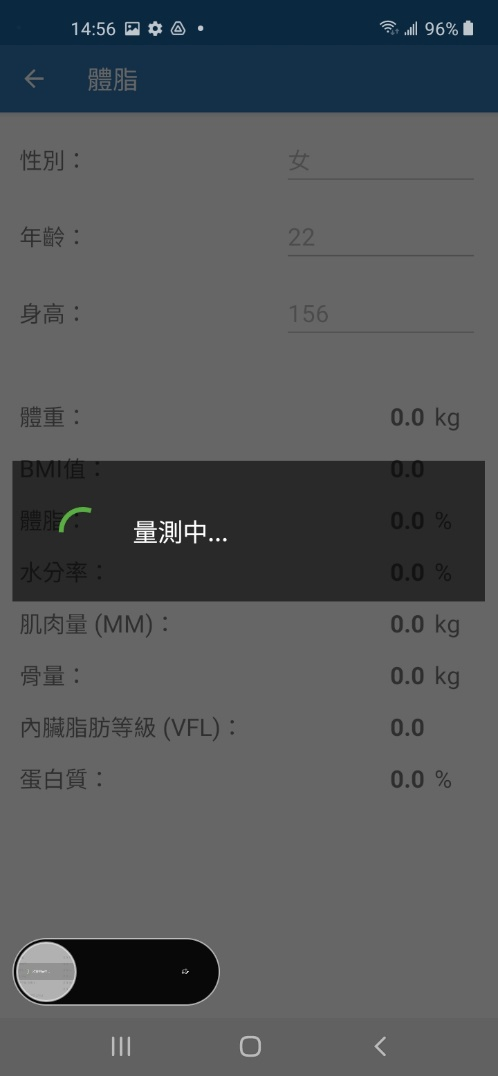 14:56 96%
體脂
性別： 女
年齡： 22
身高： 156
體重： 0.0 kg
BMI值： 0.0
體脂： 0.0 %
量測中...
水分率： 0.0 %
肌肉量 (MM)： 0.0 kg
骨量： 0.0 kg
內臟脂肪等級 (VFL)： 0.0
蛋白質： 0.0 %